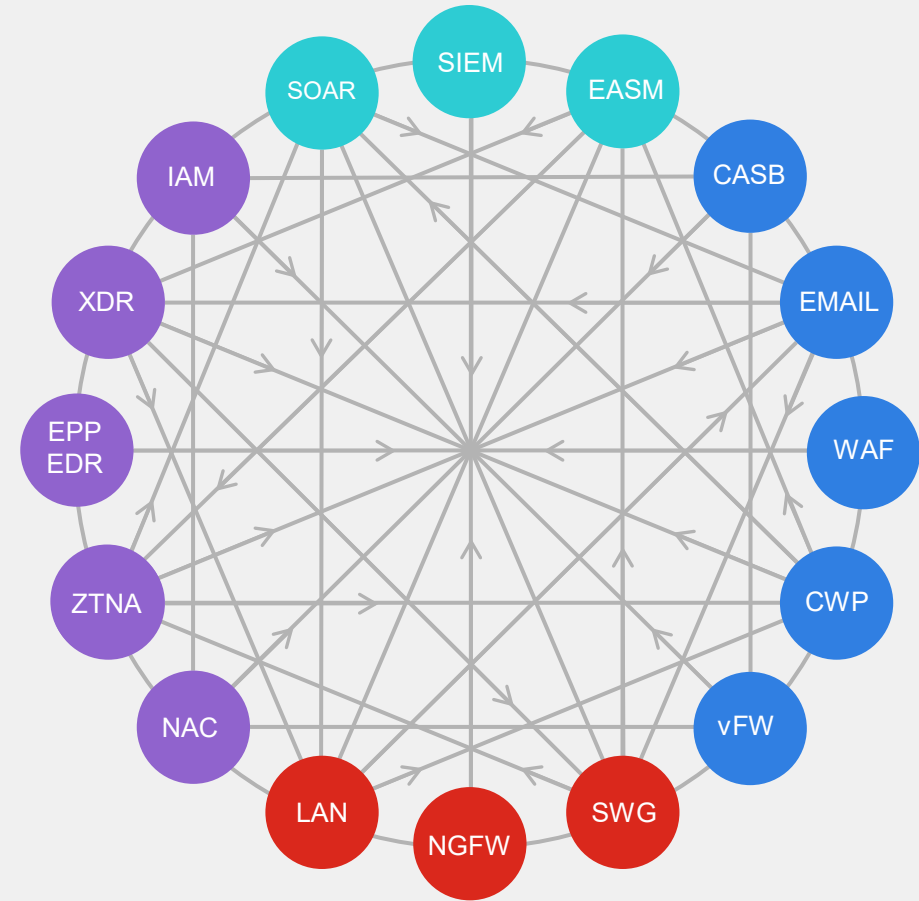 SIEM
SOAR
EASM
IAM
CASB
XDR
EMAIL
EPP
EDR
WAF
ZTNA
CWP
NAC
vFW
LAN
SWG
NGFW